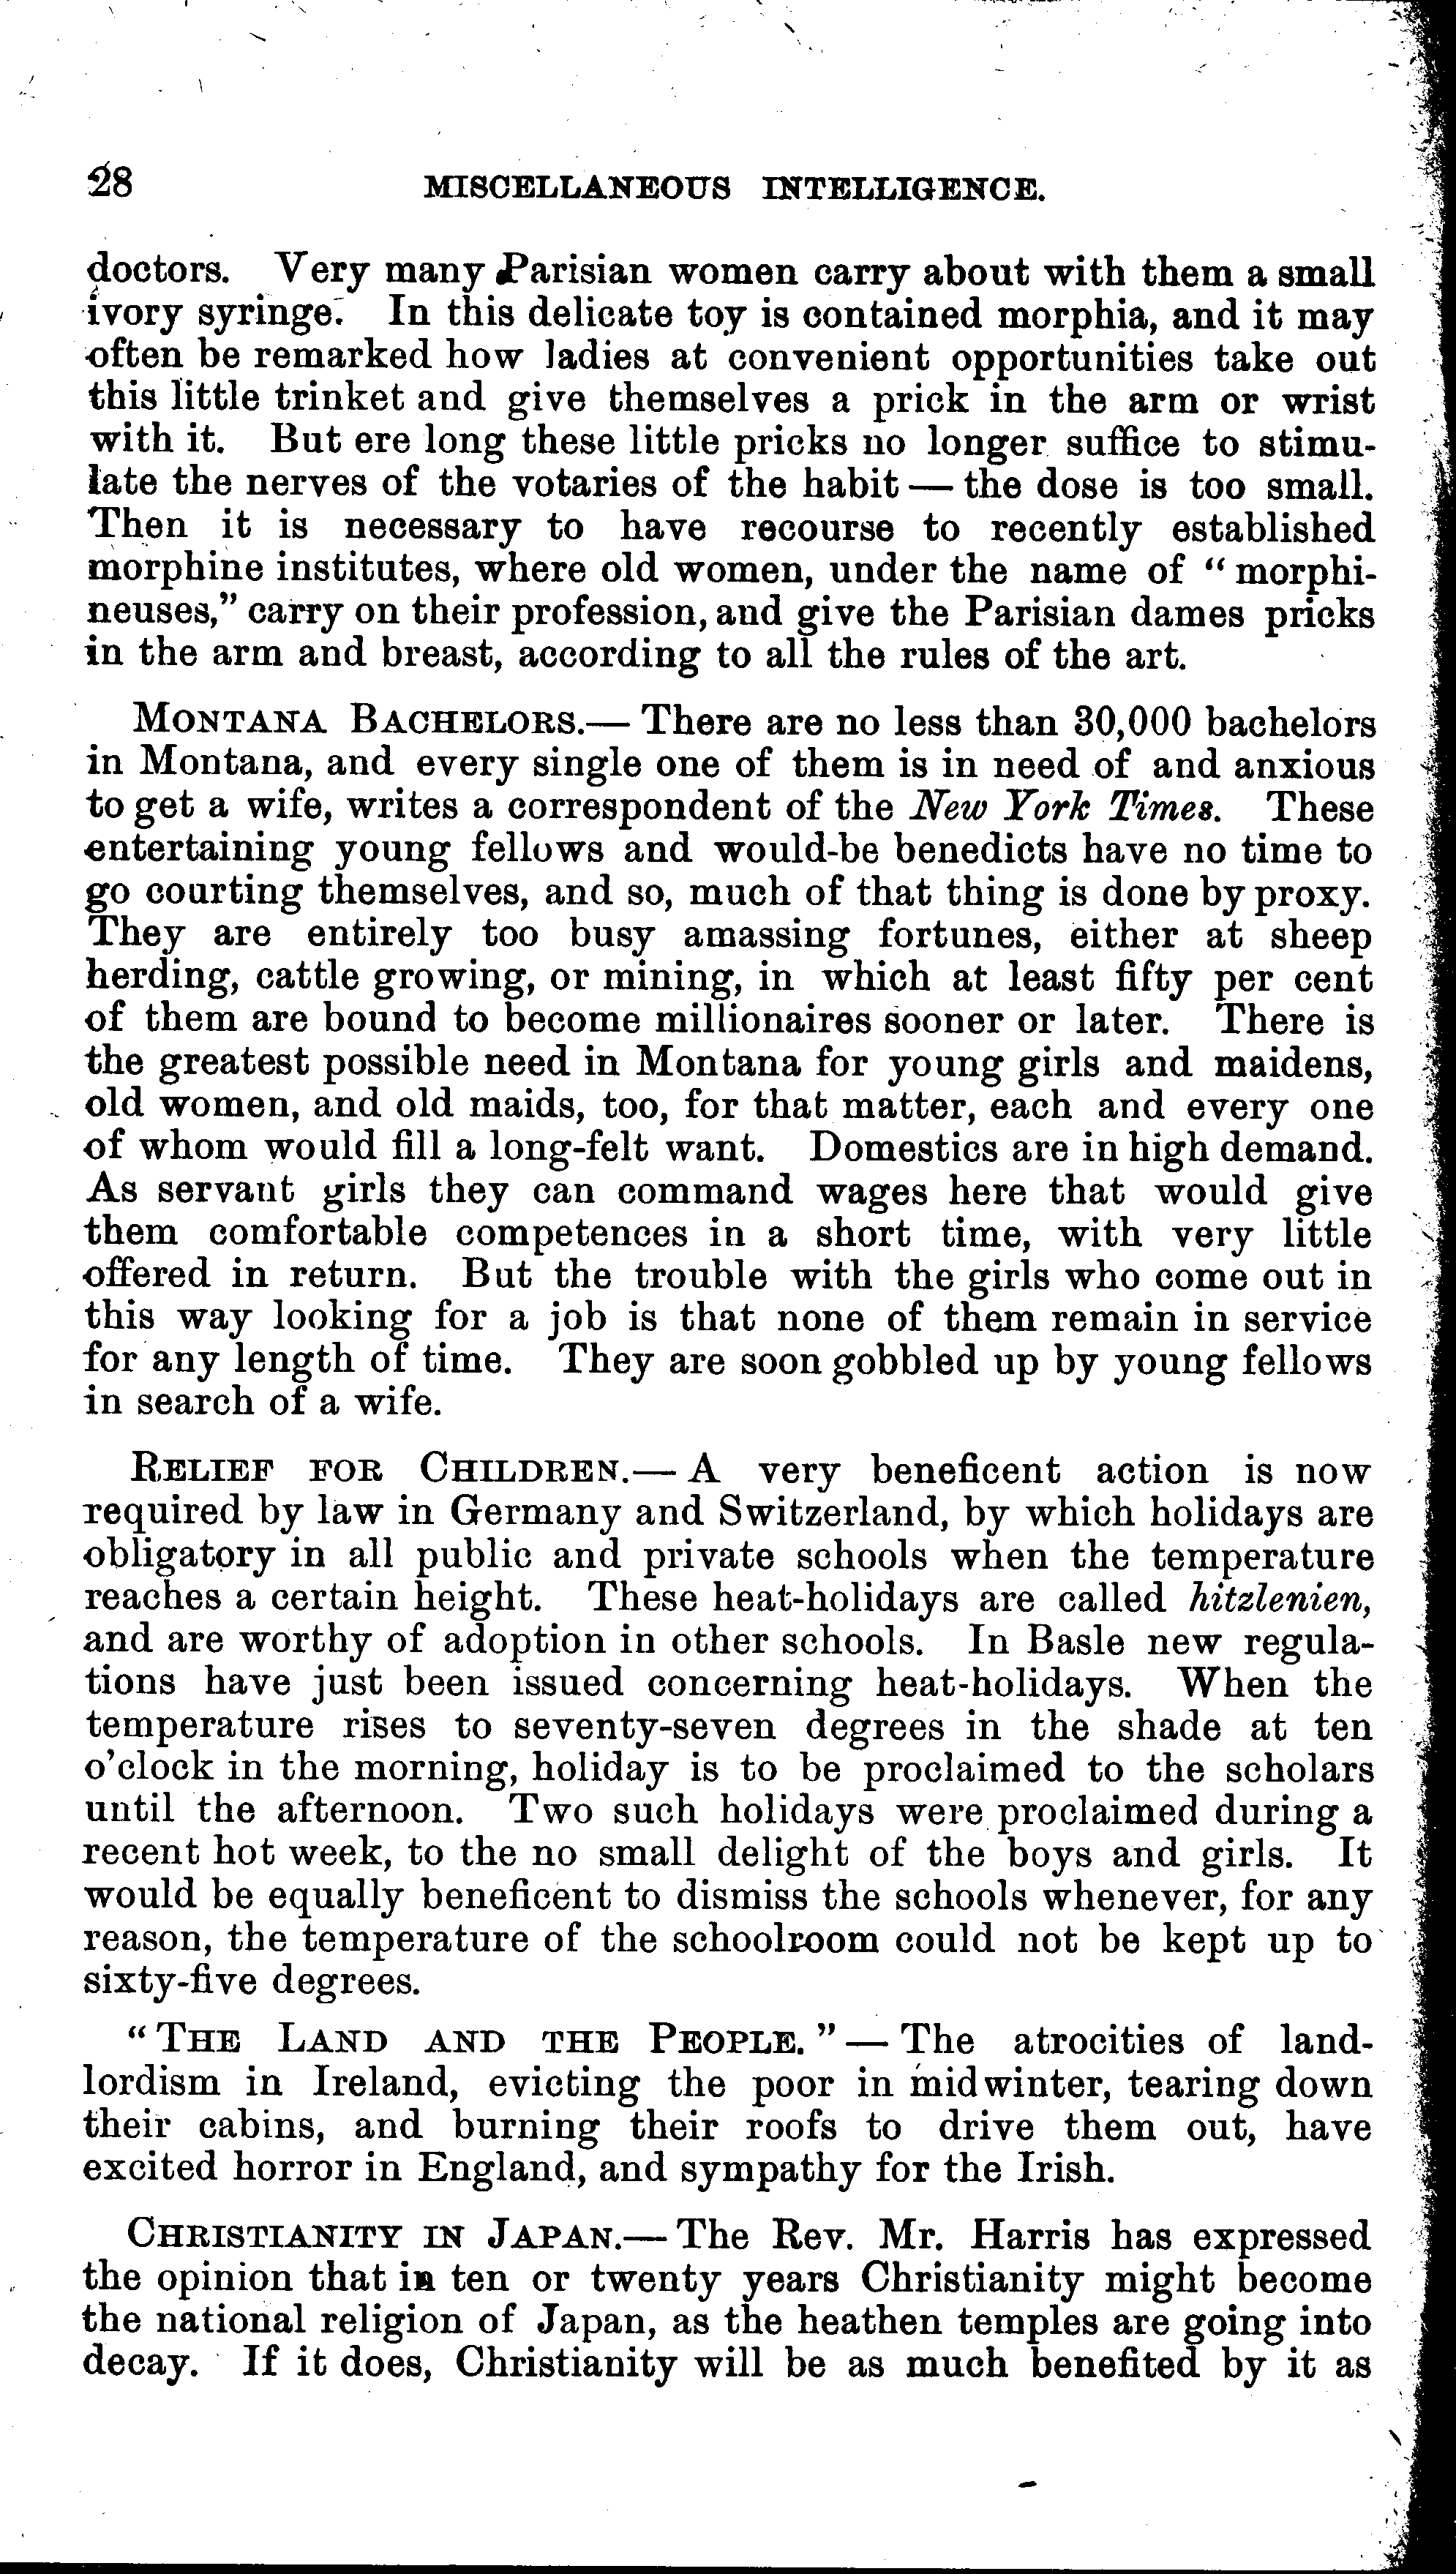 28 MISCELLANEOUS INTELLIGENCE.
doctors. Very many Parisian women carry about with them a small
ivory syringe. In this delicate toy is contained morphia, and it may
often be remarked how ladies at convenient opportunities take out
this little trinket and give themselves a prick in the arm or wrist
with it. But ere long these little pricks no longer suffice to stimu-
late the nerves of the votaries of the habit — the dose is too small.
Then it is necessary to have recourse to recently established
morphine institutes, where old women, under the name of “ morphi-
neuses,” carry on their profession, and give the Parisian dames pricks
in the arm and breast, according to all the rules of the art.
MONTANA BACHELORS.— There are no less than 30,000 bachelors
in Montana, and every single one of them is in need of and anxious
to get a wife, writes a correspondent of the New York Times. These
entertaining young fellows and would-be benedicts have no time to
go courting themselves, and so, much of that thing is done by proxy.
They are entirely too busy amassing fortunes, either at sheep
herding, cattle growing, or mining, in which at least fifty per cent
of them are bound to become millionaires sooner or later. There is
the greatest possible need in Montana for young girls and maidens,
old women, and old maids, too, for that matter, each and every one
of whom would fill a long-felt want. Domestics are in high demand.
As servant girls they can command wages here that would give
them comfortable competences in a short time, with very little
offered in return. But the trouble with the girls who come out in
this way looking for a job is that none of them remain in service
for any length of time. They are soon gobbled up by young fellows
in search of a wife.
RELIEF FOR CHILDREN.— A very beneficent action is now
required by law in Germany and Switzerland, by which holidays are
obligatory in all public and private schools when the temperature
reaches a certain height. These heat-holidays are called hitzlenien,
and are worthy of adoption in other schools. In Basle new regula-
tions have just been issued concerning heat-holidays. When the
temperature rises to seventy-seven degrees in the shade at ten
o’clock in the morning, holiday is to be proclaimed to the scholars
until the afternoon. Two such holidays were proclaimed during a
recent hot week, to the no small delight of the boys and girls. It
would be equally beneficent to dismiss the schools whenever, for any
reason, the temperature of the schoolroom could not be kept up to
sixty-five degrees.
“ THE LAND AND THE PEOPLE. ” — The atrocities of land-
lordism in Ireland, evicting the poor in midwinter, tearing down
their cabins, and burning their roofs to drive them out, have
excited horror in England, and sympathy for the Irish.
CHRISTIANITY IN JAPAN.— The Rev. Mr. Harris has expressed
the opinion that in ten or twenty years Christianity might become
the national religion of Japan, as the heathen temples are going into
decay. If it does, Christianity will be as much benefited by it as